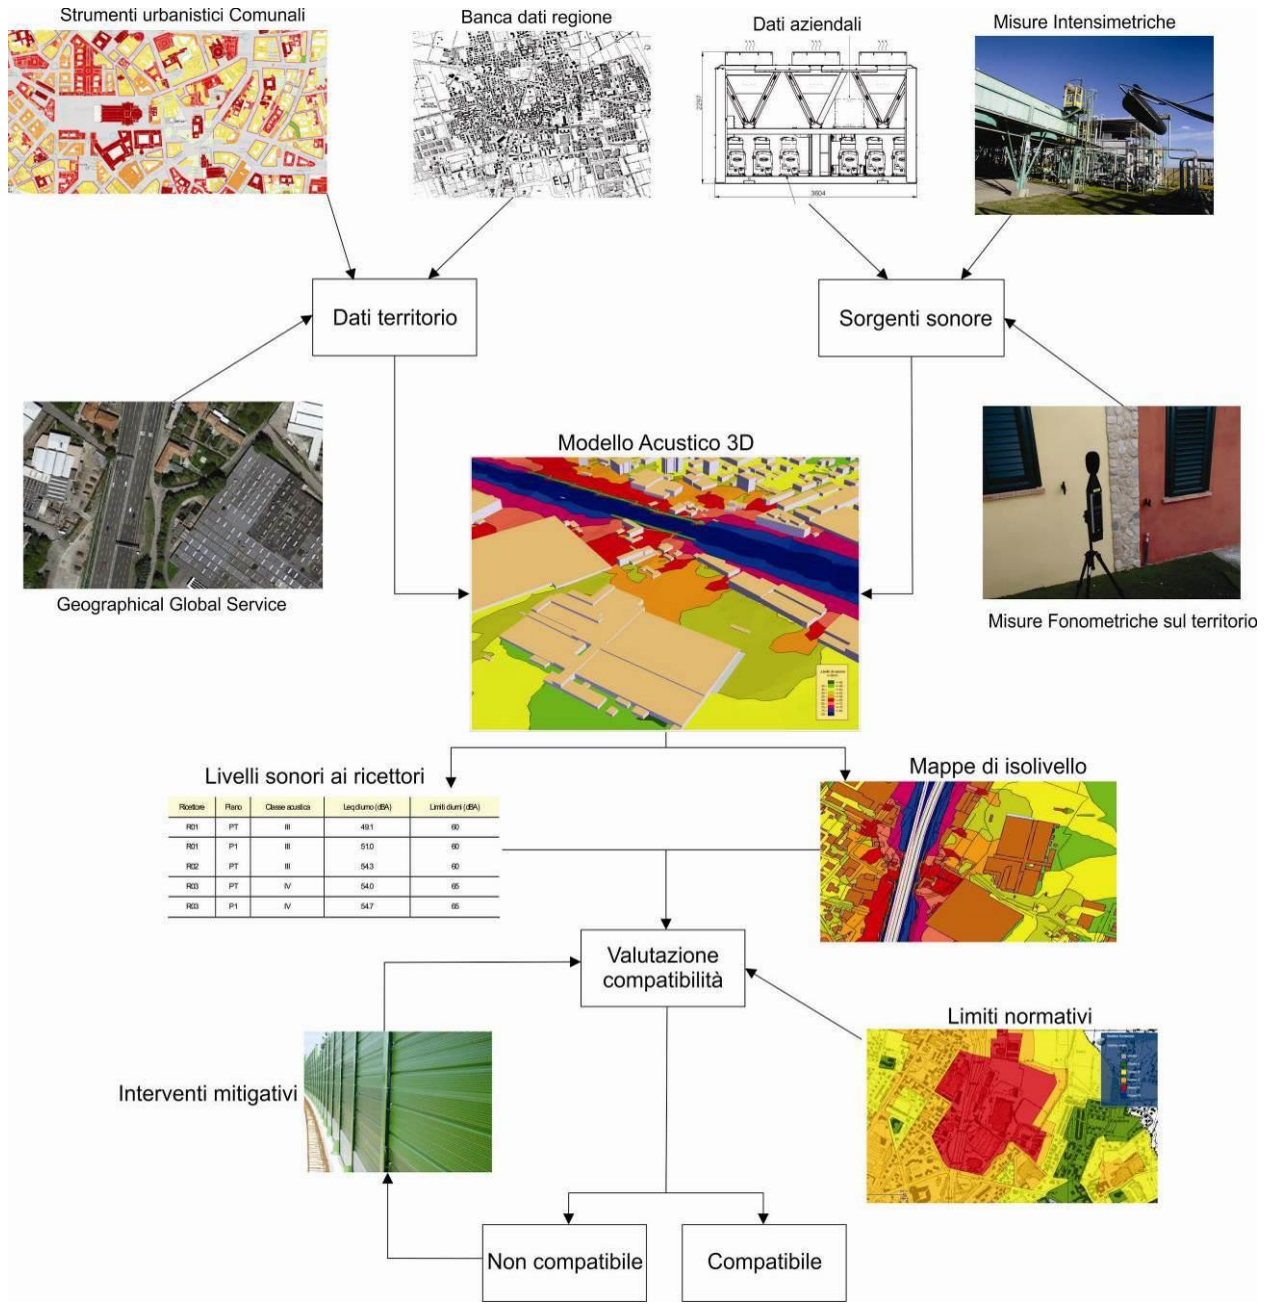 Strumenti urbanistici Comunali
Banca dati regione
Dati aziendali
Misure Intensimetriche
2297
3604
Dati territorio
Sorgenti sonore
Modello Acustico 3D
Geographical Global Service
Misure Fonometriche sul territorio
Livelli sonori ai ricettori
Mappe di isolivello
Ricettore Piano Classe acustica Leq diurno (dBA) Limiti diurni (dBA)
R01 PT III 49.1 60
R01 P1 III 51.0 60
R02 PT III 54.3 60
R03 PT IV 54.0 65
R03 P1 IV 54.7 65
Valutazione
compatibilità
Limiti normativi
Interventi mitigativi
Non compatibile
Compatibile